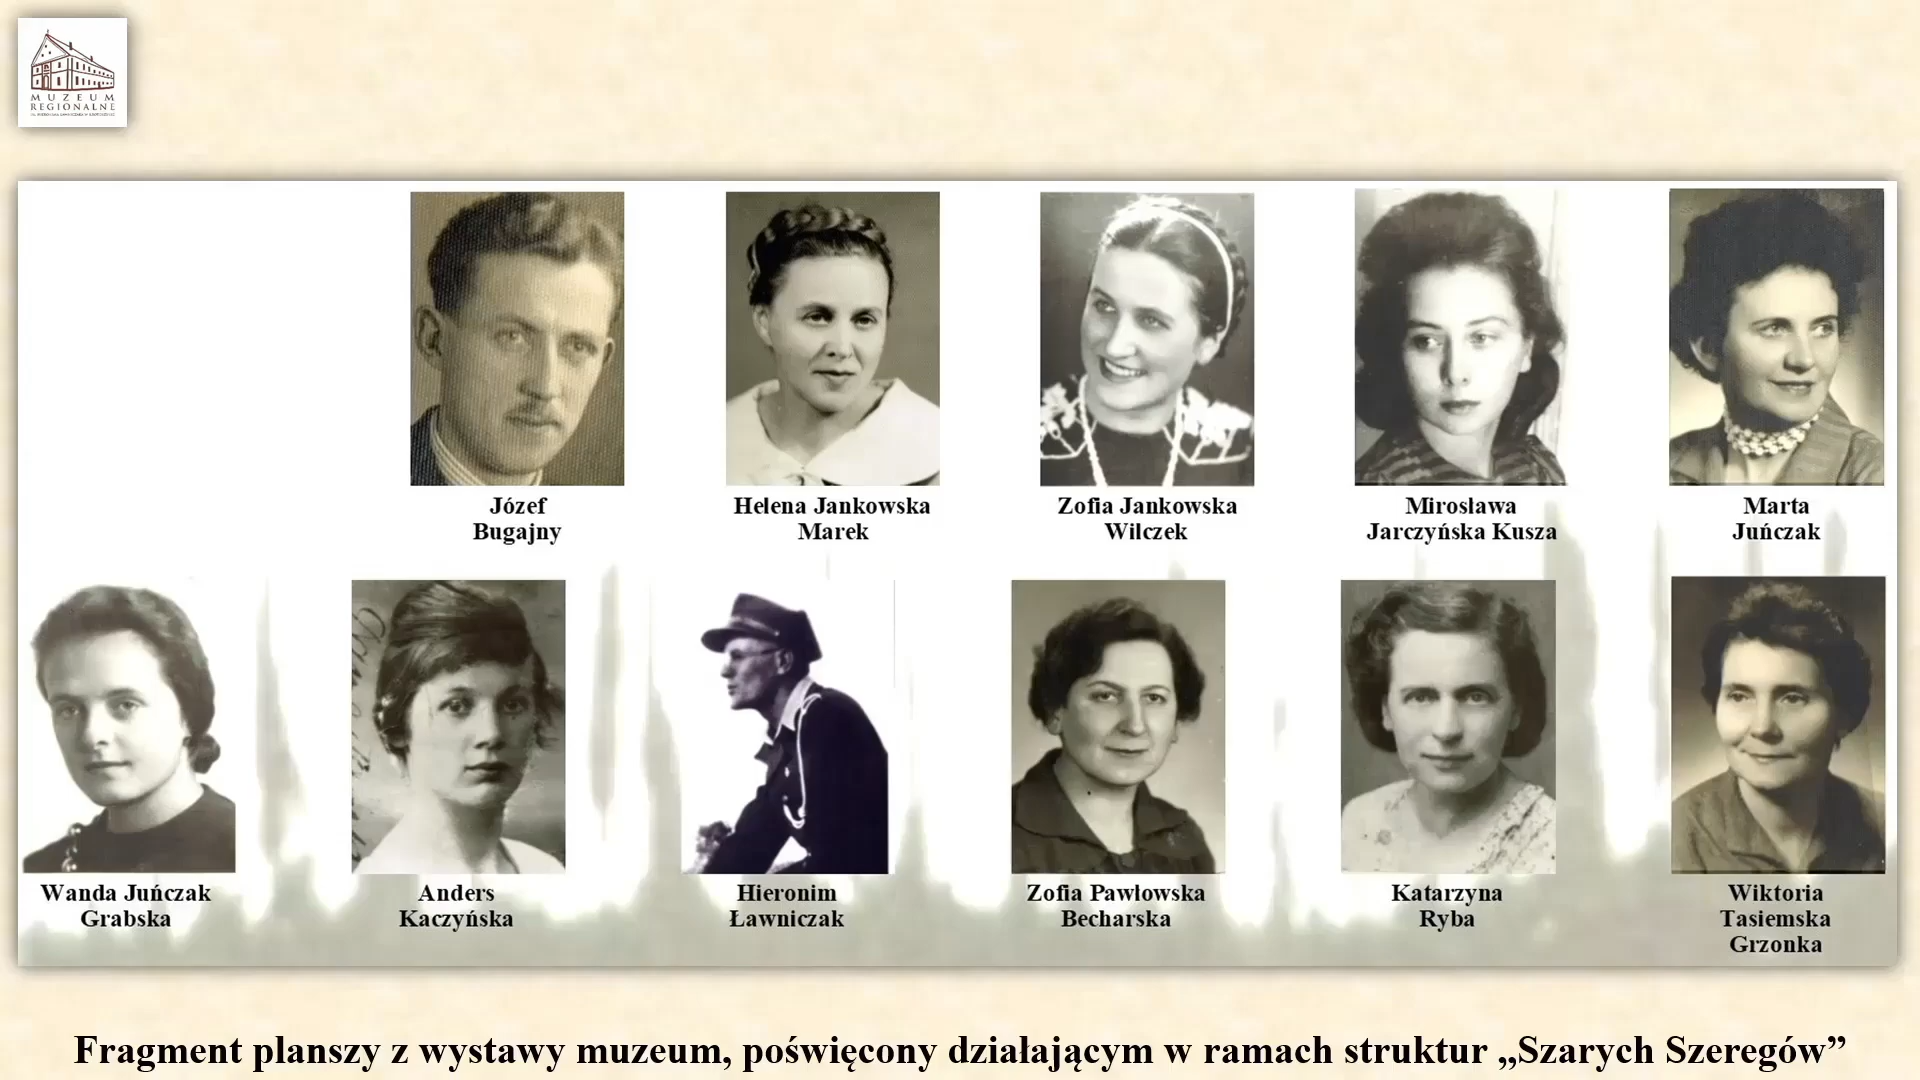 MUZEUM
REGIONALNE
Józef
Bugajny
Helena Jankowska
Marek
Zofia Jankowska
Wilczek
Mirosława
Jarczyńska Kusza
Marta
Juńczak
Wanda Juńczak
Grabska
Anders
Kaczyńska
Hieronim
Ławniczak
Zofia Pawłowska
Becharska
Katarzyna
Ryba
Wiktoria
Tasiemska
Grzonka
Fragment planszy z wystawy muzeum, poświęcony działającym w ramach struktur „Szarych Szeregów”